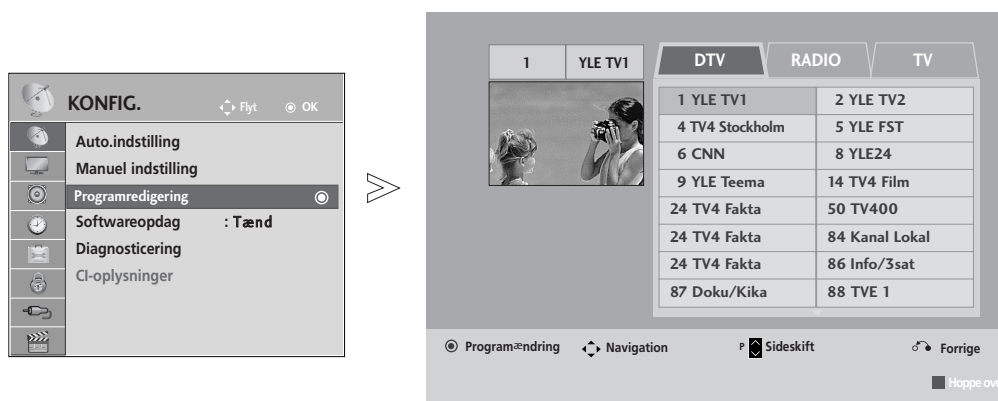 KONFIG.
Flyt
OK
Auto.indstilling
Manuel indstilling
Programredigering
Softwareopdag : Tænd
Diagnosticering
CI-oplysninger
1 YLE TV1
DTV RADIO TV
1 YLE TV1 2 YLE TV2
4 TV4 Stockholm 5 YLE FST
6 CNN 8 YLE24
9 YLE Teema 14 TV4 Film
24 TV4 Fakta 50 TV400
24 TV4 Fakta 84 Kanal Lokal
24 TV4 Fakta 86 Info/3sat
87 Doku/Kika 88 TVE 1
Programændring Navigation P Sideskift Forrige
Hoppe ove